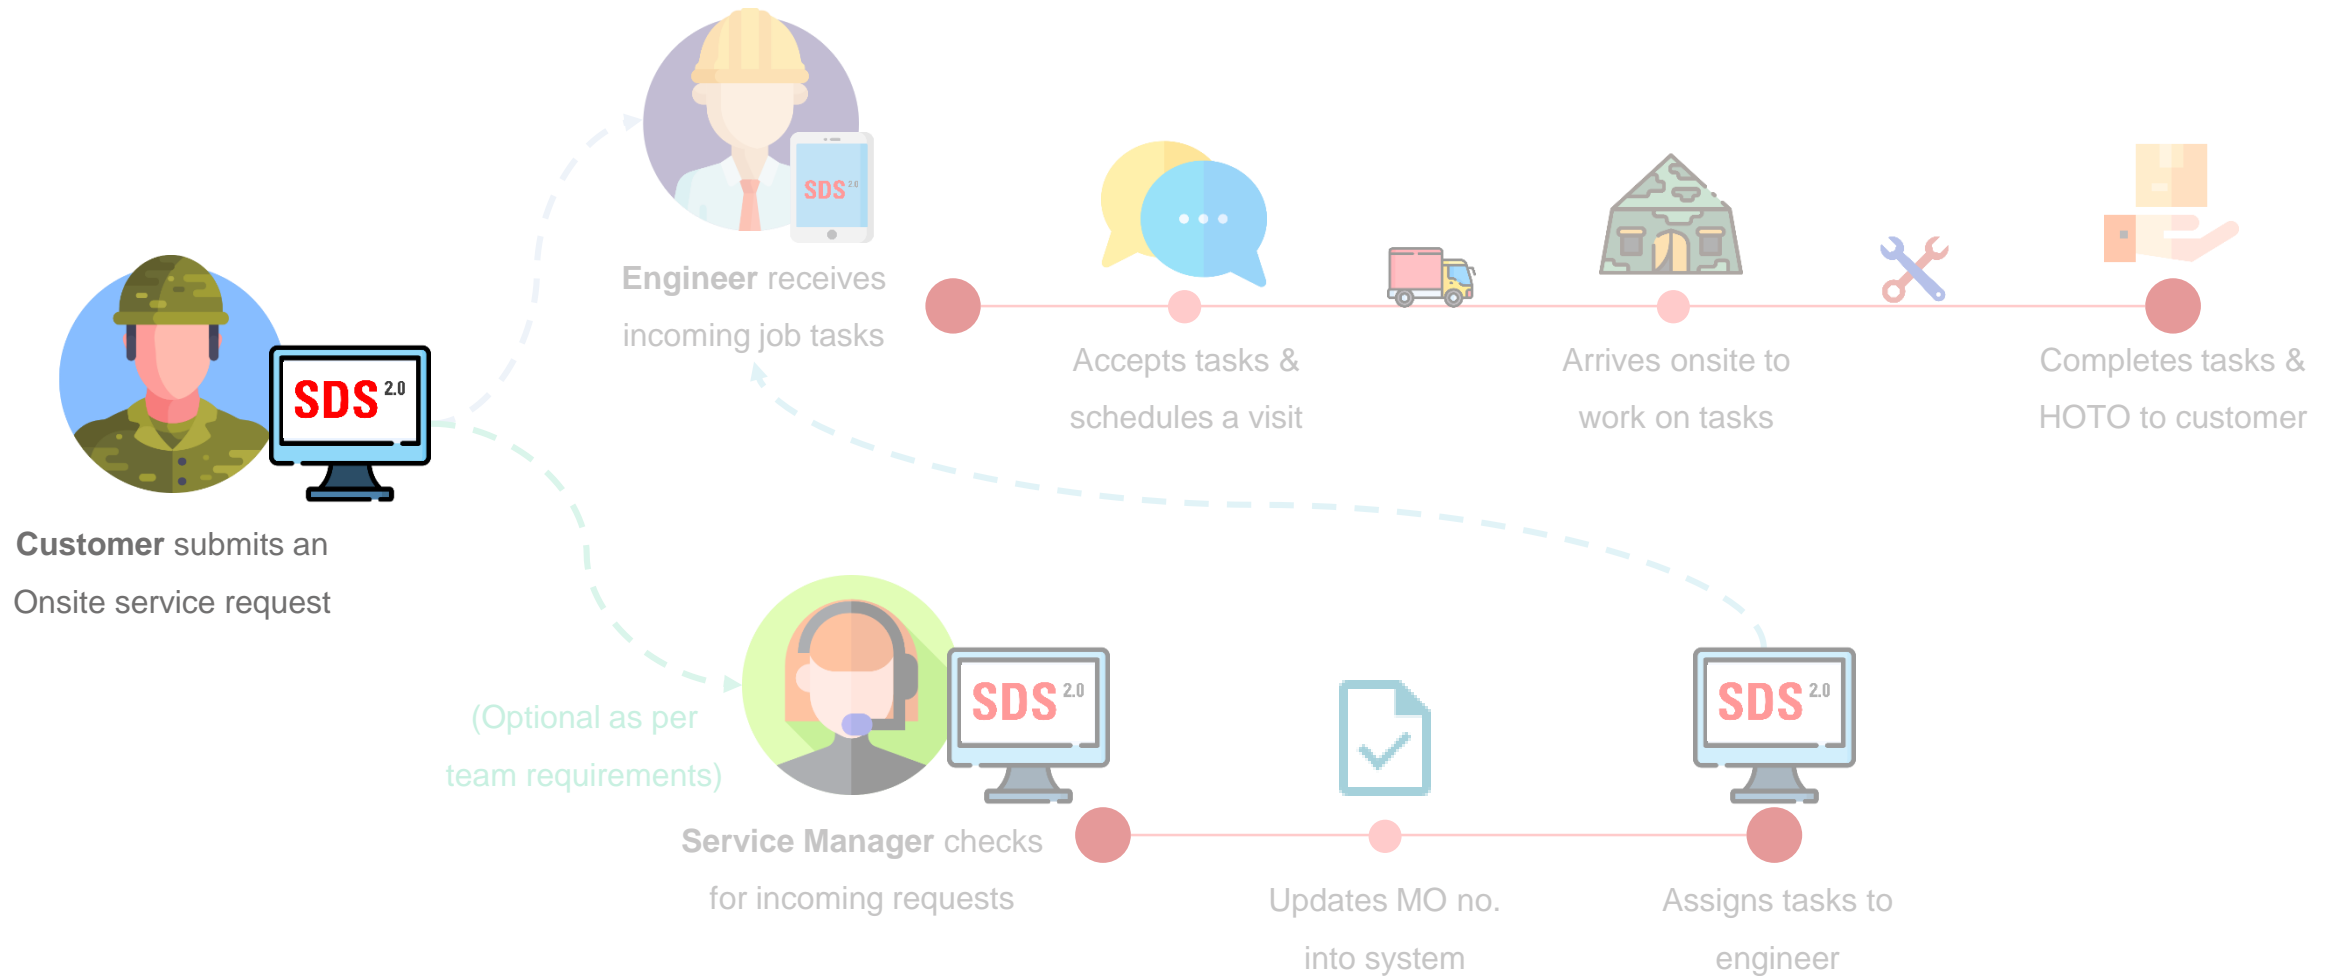 SDS 2.0
Engineer receives
incoming job tasks
Accepts tasks &
schedules a visit
Arrives onsite to
work on tasks
Completes tasks &
HOTO to customer
SDS 2.0
Customer submits an
Onsite service request
(Optional as per
team requirements)
SDS 2.0
Service Manager checks
for incoming requests
Updates MO no.
into system
SDS 2.0
Assigns tasks to
engineer